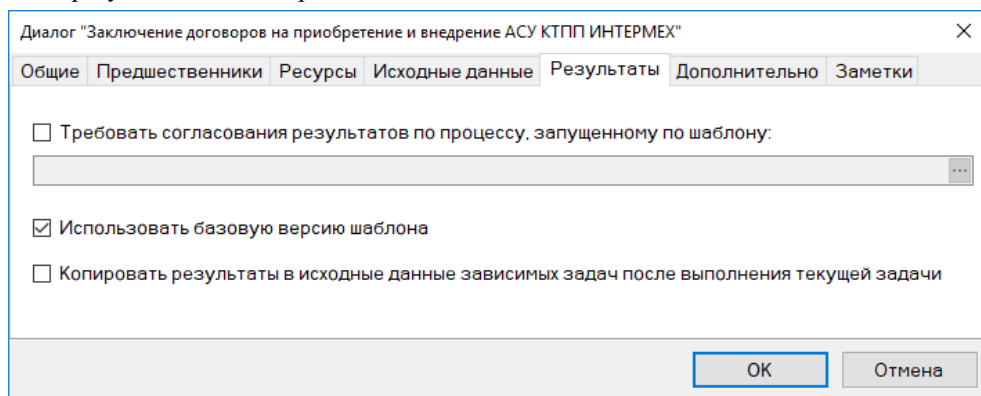 Диалог "Заключение договоров на приобретение и внедрение АСУ КТПП ИНТЕРМЕХ"
Общие Предшественники Ресурсы Исходные данные Результаты Дополнительно Заметки
Требовать согласования результатов по процессу, запущенному по шаблону:
...
Использовать базовую версию шаблона
Копировать результаты в исходные данные зависимых задач после выполнения текущей задачи
ОК Отмена